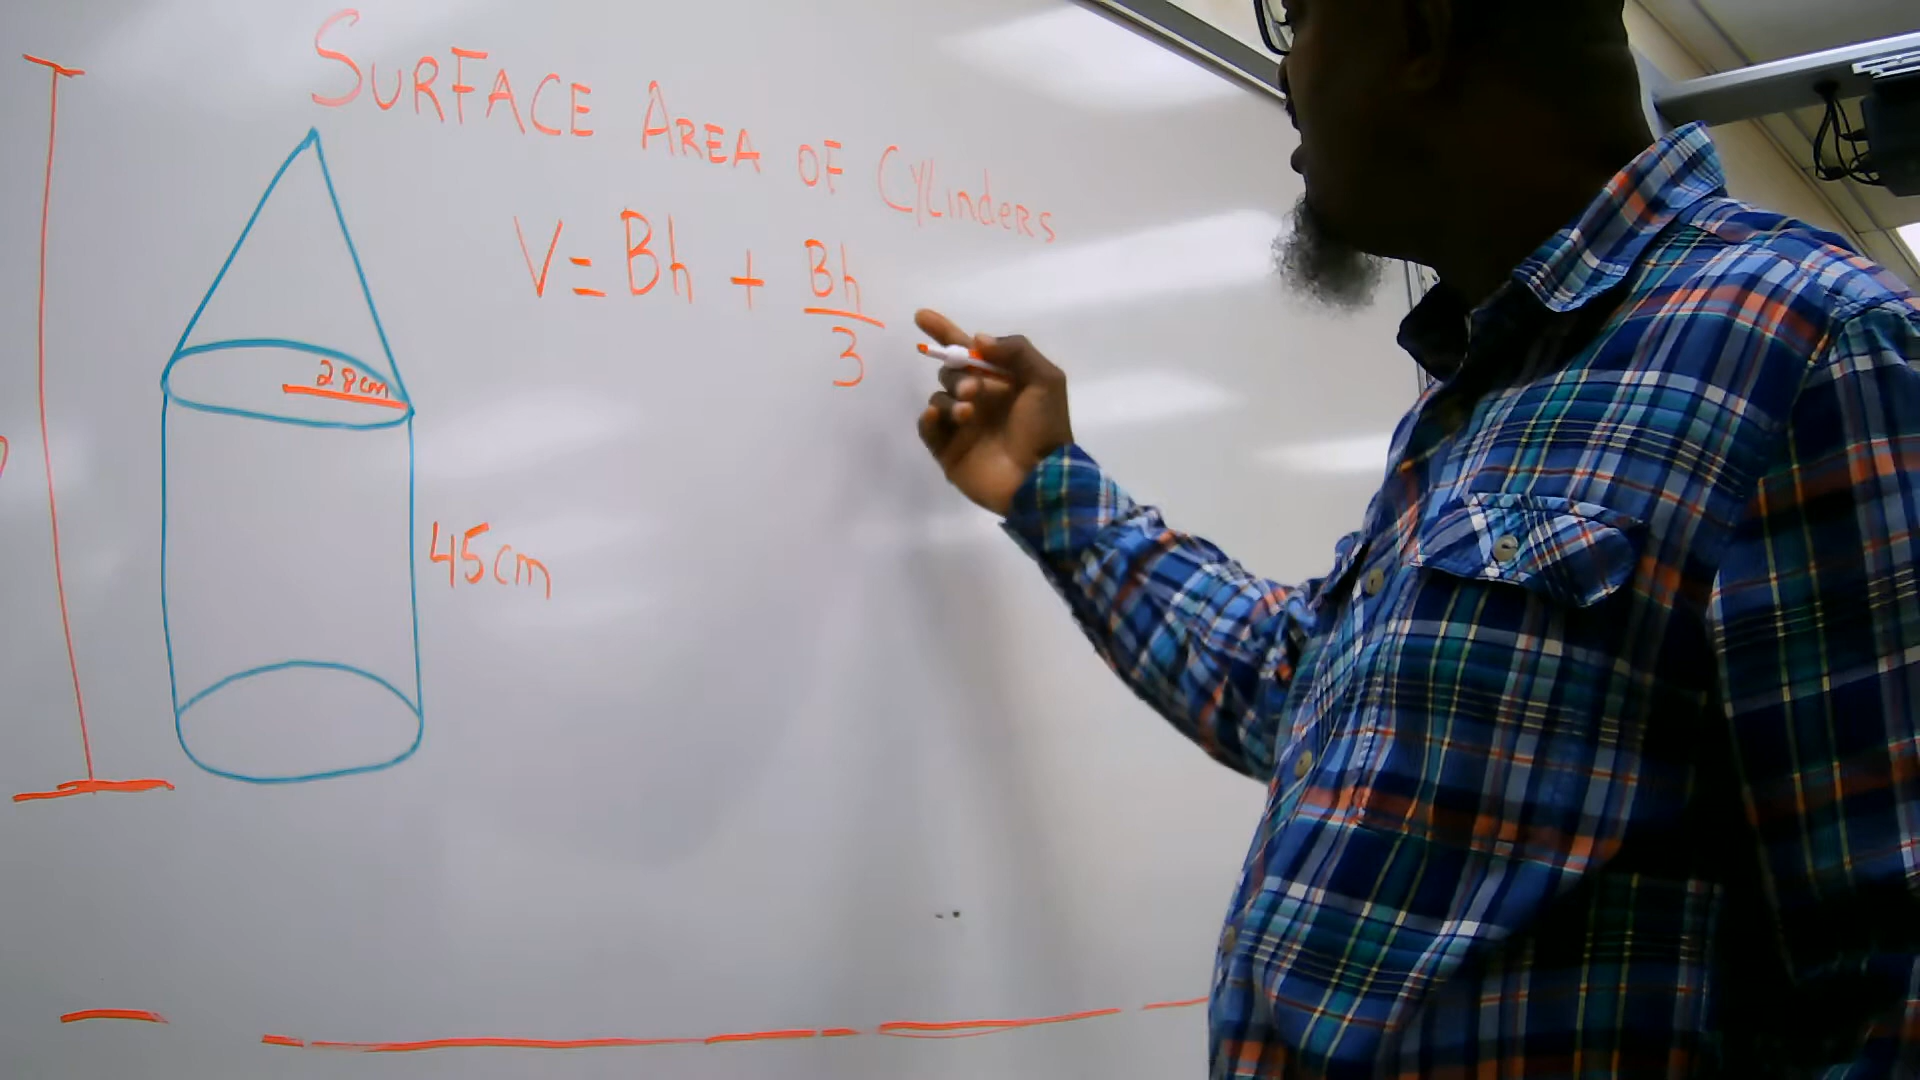 SURFACE AREA OF CYLINDERS
V = Bh + Bh/3
28cm
45cm